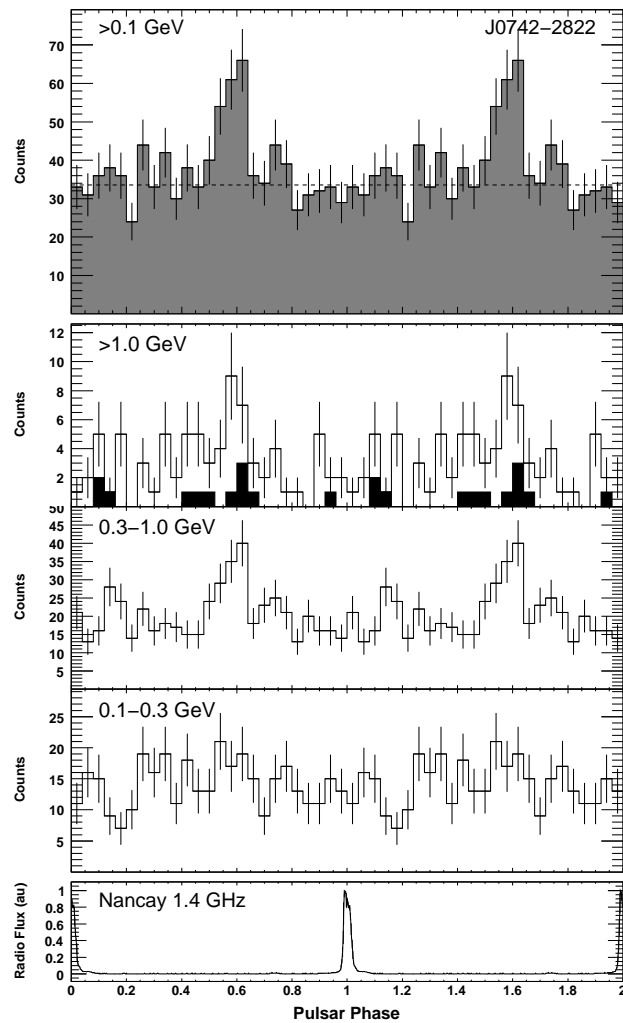 >0.1 GeV J0742−2822
70
60
50
40
30
20
10
Counts
>1.0 GeV
12
10
8
6
4
2
Counts
0.3−1.0 GeV
50
45
40
35
30
25
20
15
10
5
Counts
0.1−0.3 GeV
25
20
15
10
5
Counts
Nancay 1.4 GHz
1
0.8
0.6
0.4
0.2
0
Radio Flux (au)
0 0.2 0.4 0.6 0.8 1 1.2 1.4 1.6 1.8 2
Pulsar Phase